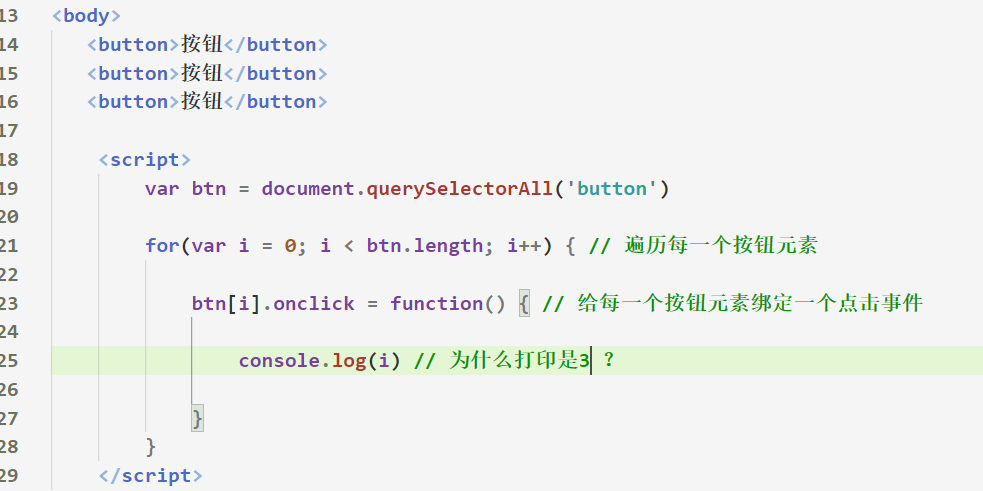 13 <body>
14 <button>按钮</button>
15 <button>按钮</button>
16 <button>按钮</button>
17
18 <script>
19 var btn = document.querySelectorAll('button')
20
21 for(var i = 0; i < btn.length; i++) { // 遍历每一个按钮元素
22
23 btn[i].onclick = function() { // 给每一个按钮元素绑定一个点击事件
24
25 console.log(i) // 为什么打印是3 ？
26
27 }
28 }
29 </script>